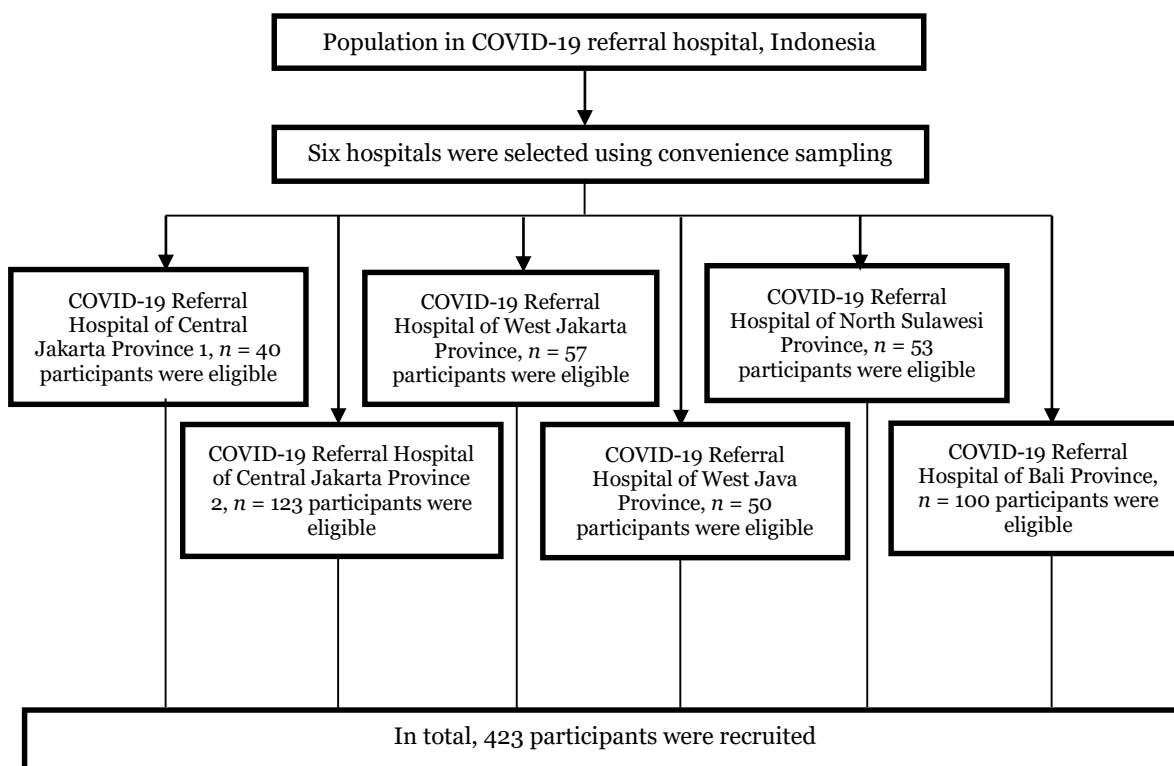 Population in COVID-19 referral hospital, Indonesia
Six hospitals were selected using convenience sampling
COVID-19 Referral
Hospital of Central
Jakarta Province 1, n = 40
participants were eligible
COVID-19 Referral
Hospital of West Jakarta
Province, n = 57
participants were eligible
COVID-19 Referral
Hospital of North Sulawesi
Province, n = 53
participants were eligible
COVID-19 Referral Hospital
of Central Jakarta Province
2, n = 123 participants were
eligible
COVID-19 Referral
Hospital of West Java
Province, n = 50
participants were eligible
COVID-19 Referral
Hospital of Bali Province,
n = 100 participants were
eligible
In total, 423 participants were recruited